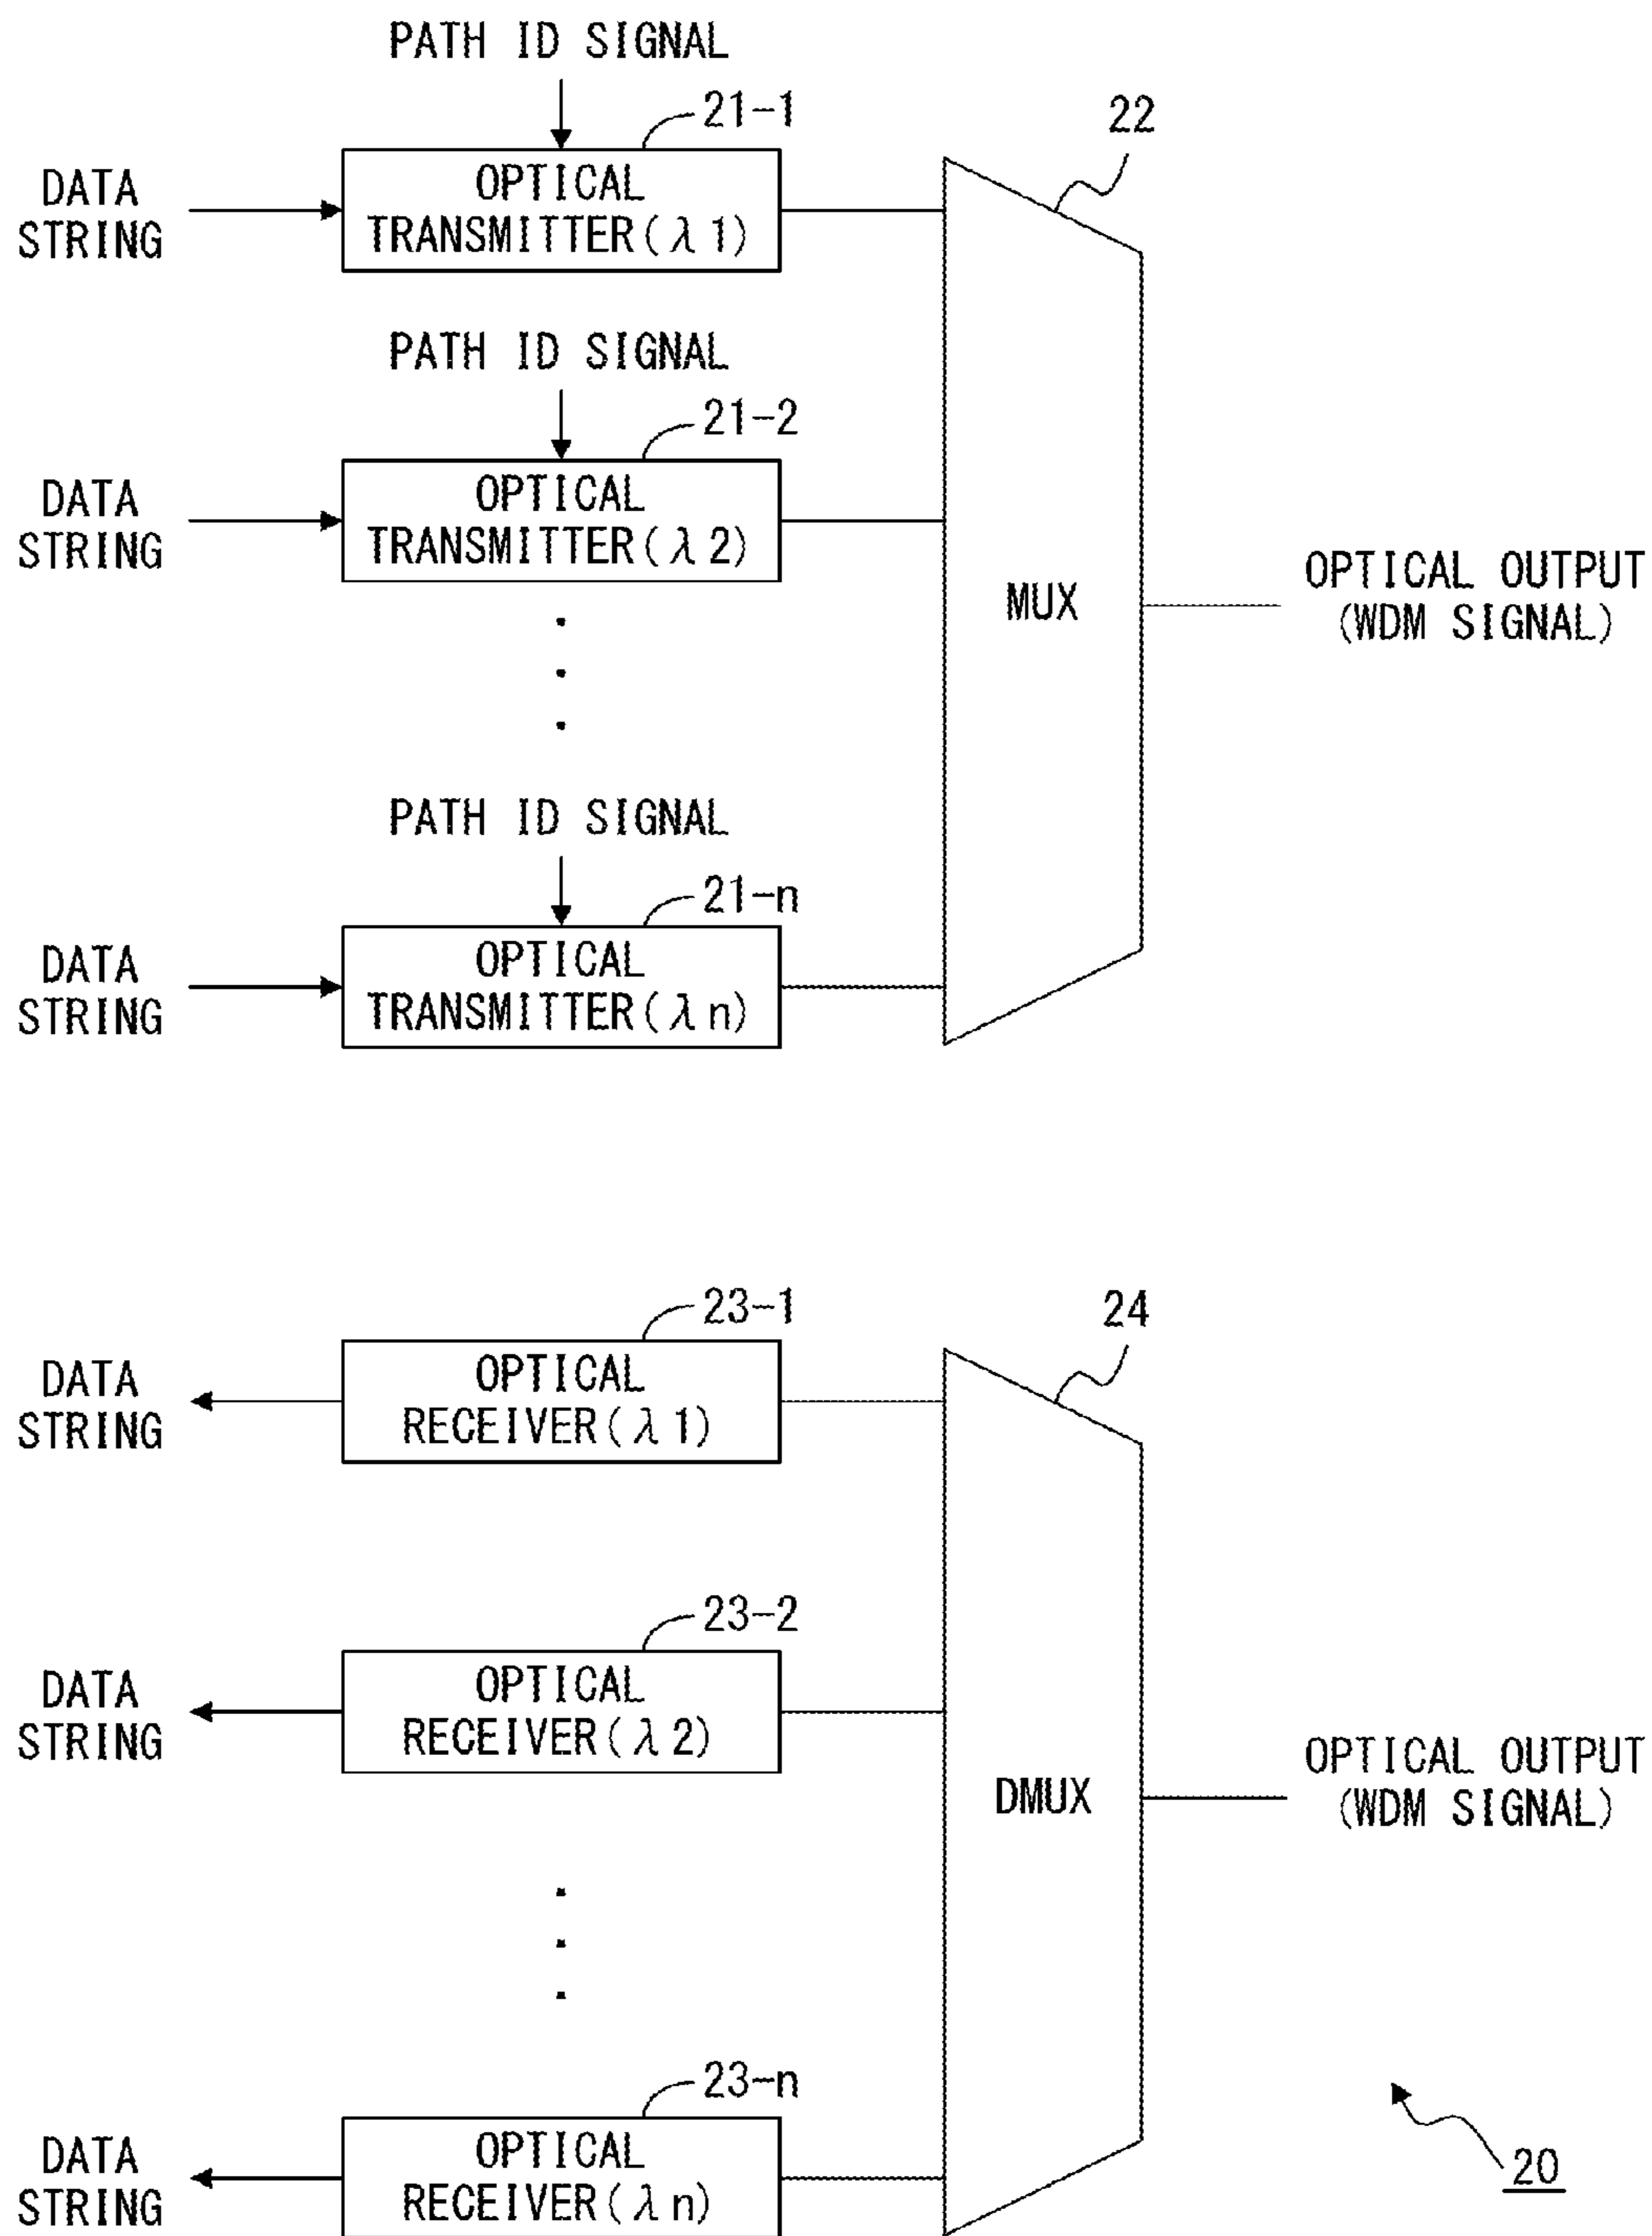 PATH ID SIGNAL
21-1
22
DATA
STRING
OPTICAL
TRANSMITTER(λ1)
PATH ID SIGNAL
21-2
DATA
STRING
OPTICAL
TRANSMITTER(λ2)
MUX
OPTICAL OUTPUT
(WDM SIGNAL)
PATH ID SIGNAL
21-n
DATA
STRING
OPTICAL
TRANSMITTER(λn)
23-1
24
DATA
STRING
OPTICAL
RECEIVER(λ1)
23-2
DATA
STRING
OPTICAL
RECEIVER(λ2)
DMUX
OPTICAL OUTPUT
(WDM SIGNAL)
23-n
DATA
STRING
OPTICAL
RECEIVER(λn)
20